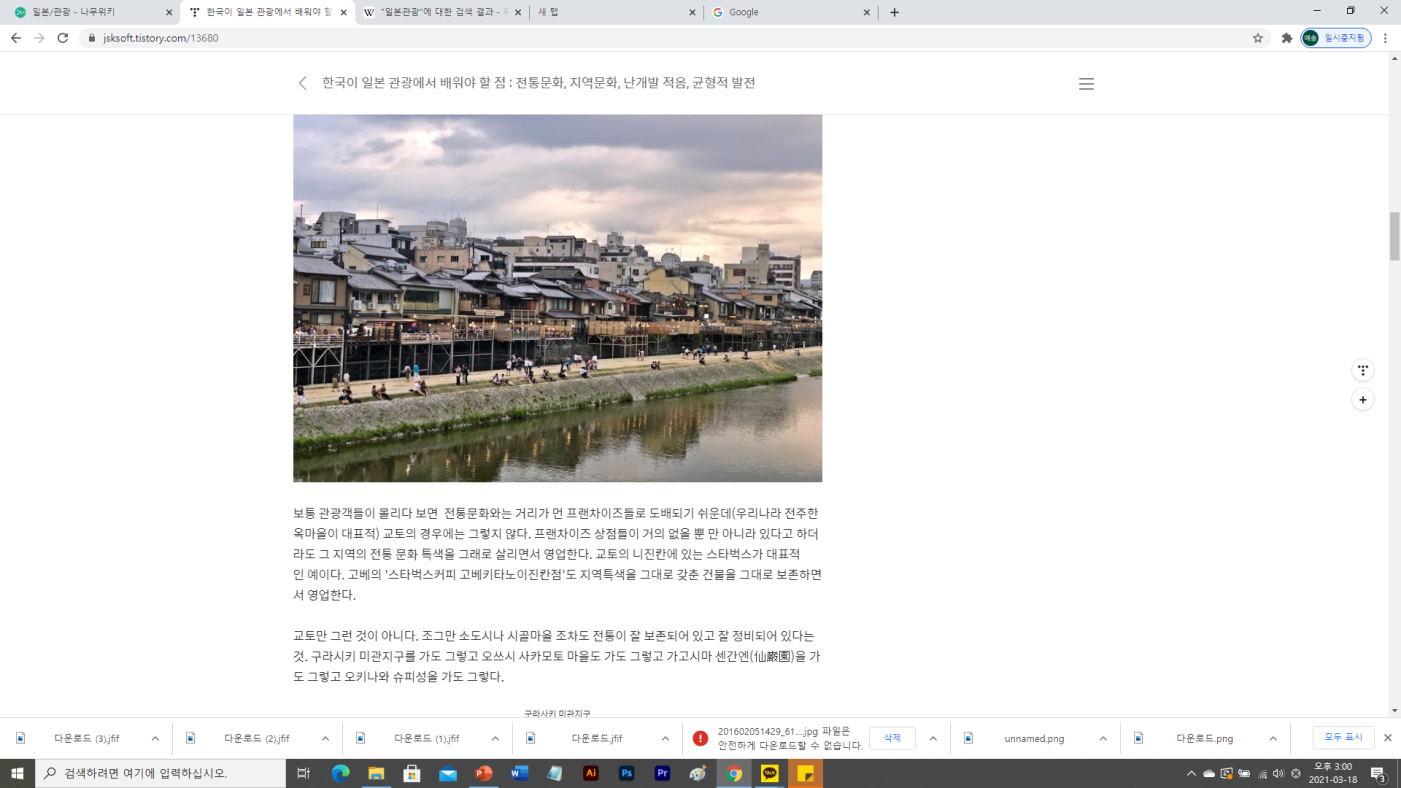 일본/관광 - 나무위키
한국이 일본 관광에서 배워야 할
"일본관광"에 대한 검색 결과 -
새 탭
Google
jsksoft.tistory.com/13680
예솔
일시중지됨
한국이 일본 관광에서 배워야 할 점 : 전통문화, 지역문화, 난개발 적음, 균형적 발전
보통 관광객들이 몰리다 보면 전통문화와는 거리가 먼 프랜차이즈들로 도배되기 쉬운데(우리나라 전주한
옥마을이 대표적) 교토의 경우에는 그렇지 않다. 프랜차이즈 상점들이 거의 없을 뿐 만 아니라 있다고 하더
라도 그 지역의 전통 문화 특색을 그래로 살리면서 영업한다. 교토의 니진칸에 있는 스타벅스가 대표적
인 예이다. 고베의 '스타벅스커피 고베키타노이진칸점'도 지역특색을 그대로 갖춘 건물을 그대로 보존하면
서 영업한다.
교토만 그런 것이 아니다. 조그만 소도시나 시골마을 조차도 전통이 잘 보존되어 있고 잘 정비되어 있다는
것. 구라시키 미관지구를 가도 그렇고 오쓰시 사카모토 마을도 가도 그렇고 가고시마 센간엔(仙巌園)을 가
도 그렇고 오키나와 슈피성을 가도 그렇다.
구라사키 미관지구
다운로드 (3).jfif
다운로드 (2).jfif
다운로드 (1).jfif
다운로드.jfif
201602051429_61....jpg 파일은
안전하게 다운로드할 수 없습니다.
삭제
unnamed.png
다운로드.png
모두 표시
검색하려면 여기에 입력하십시오.
Ai
Ps
Pr
TALK
오후 3:00
2021-03-18
3